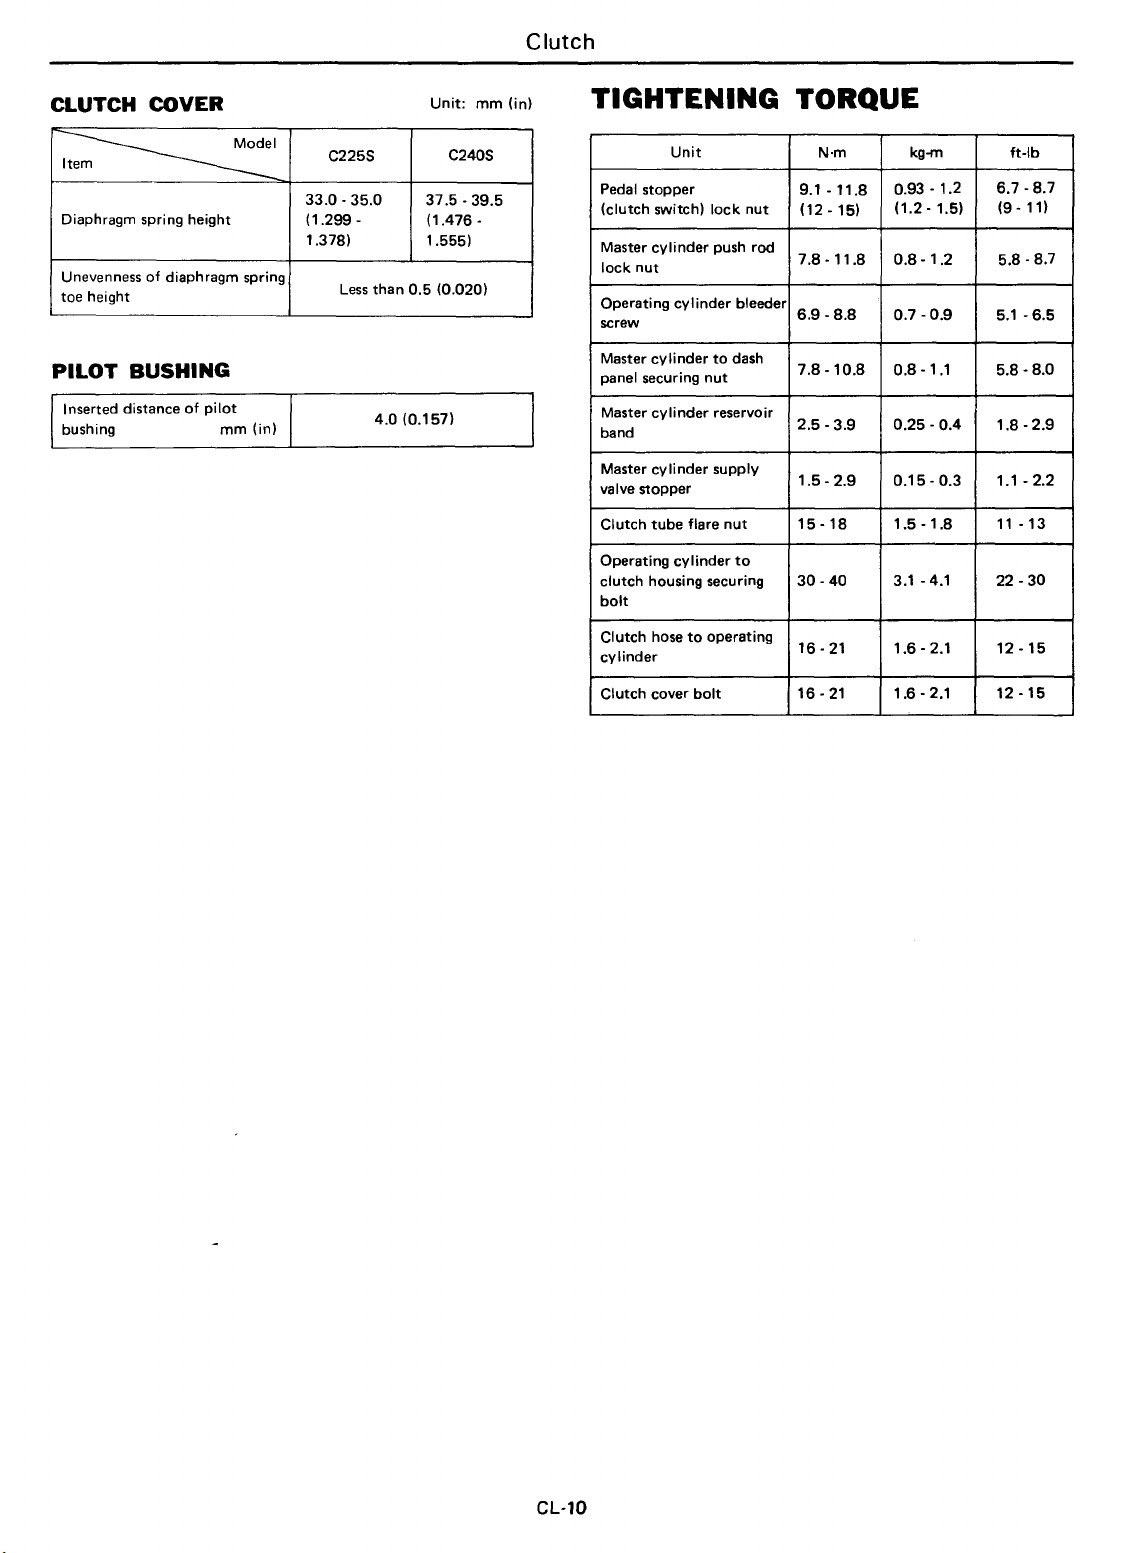 Clutch
CLUTCH COVER
Unit: mm (in)
Model
Item
C225S
C240S
Diaphragm spring height
33.0 - 35.0
(1.299 -
1.378)
37.5 - 39.5
(1.476 -
1.555)
Unevenness of diaphragm spring
toe height
Less than 0.5 (0.020)
PILOT BUSHING
Inserted distance of pilot
bushing mm (in)
4.0 (0.157)
TIGHTENING TORQUE
Unit N·m kg-m ft-lb
Pedal stopper 9.1 - 11.8 0.93 - 1.2 6.7 - 8.7
(clutch switch) lock nut (12 - 15) (1.2 - 1.5) (9 - 11)
Master cylinder push rod
lock nut
7.8 - 11.8 0.8 - 1.2 5.8 - 8.7
Operating cylinder bleeder
screw
6.9 - 8.8 0.7 - 0.9 5.1 - 6.5
Master cylinder to dash
panel securing nut
7.8 - 10.8 0.8 - 1.1 5.8 - 8.0
Master cylinder reservoir
band
2.5 - 3.9 0.25 - 0.4 1.8 - 2.9
Master cylinder supply
valve stopper
1.5 - 2.9 0.15 - 0.3 1.1 - 2.2
Clutch tube flare nut 15 - 18 1.5 - 1.8 11 - 13
Operating cylinder to
clutch housing securing
bolt
30 - 40 3.1 - 4.1 22 - 30
Clutch hose to operating
cylinder
16 - 21 1.6 - 2.1 12 - 15
Clutch cover bolt 16 - 21 1.6 - 2.1 12 - 15
CL-10